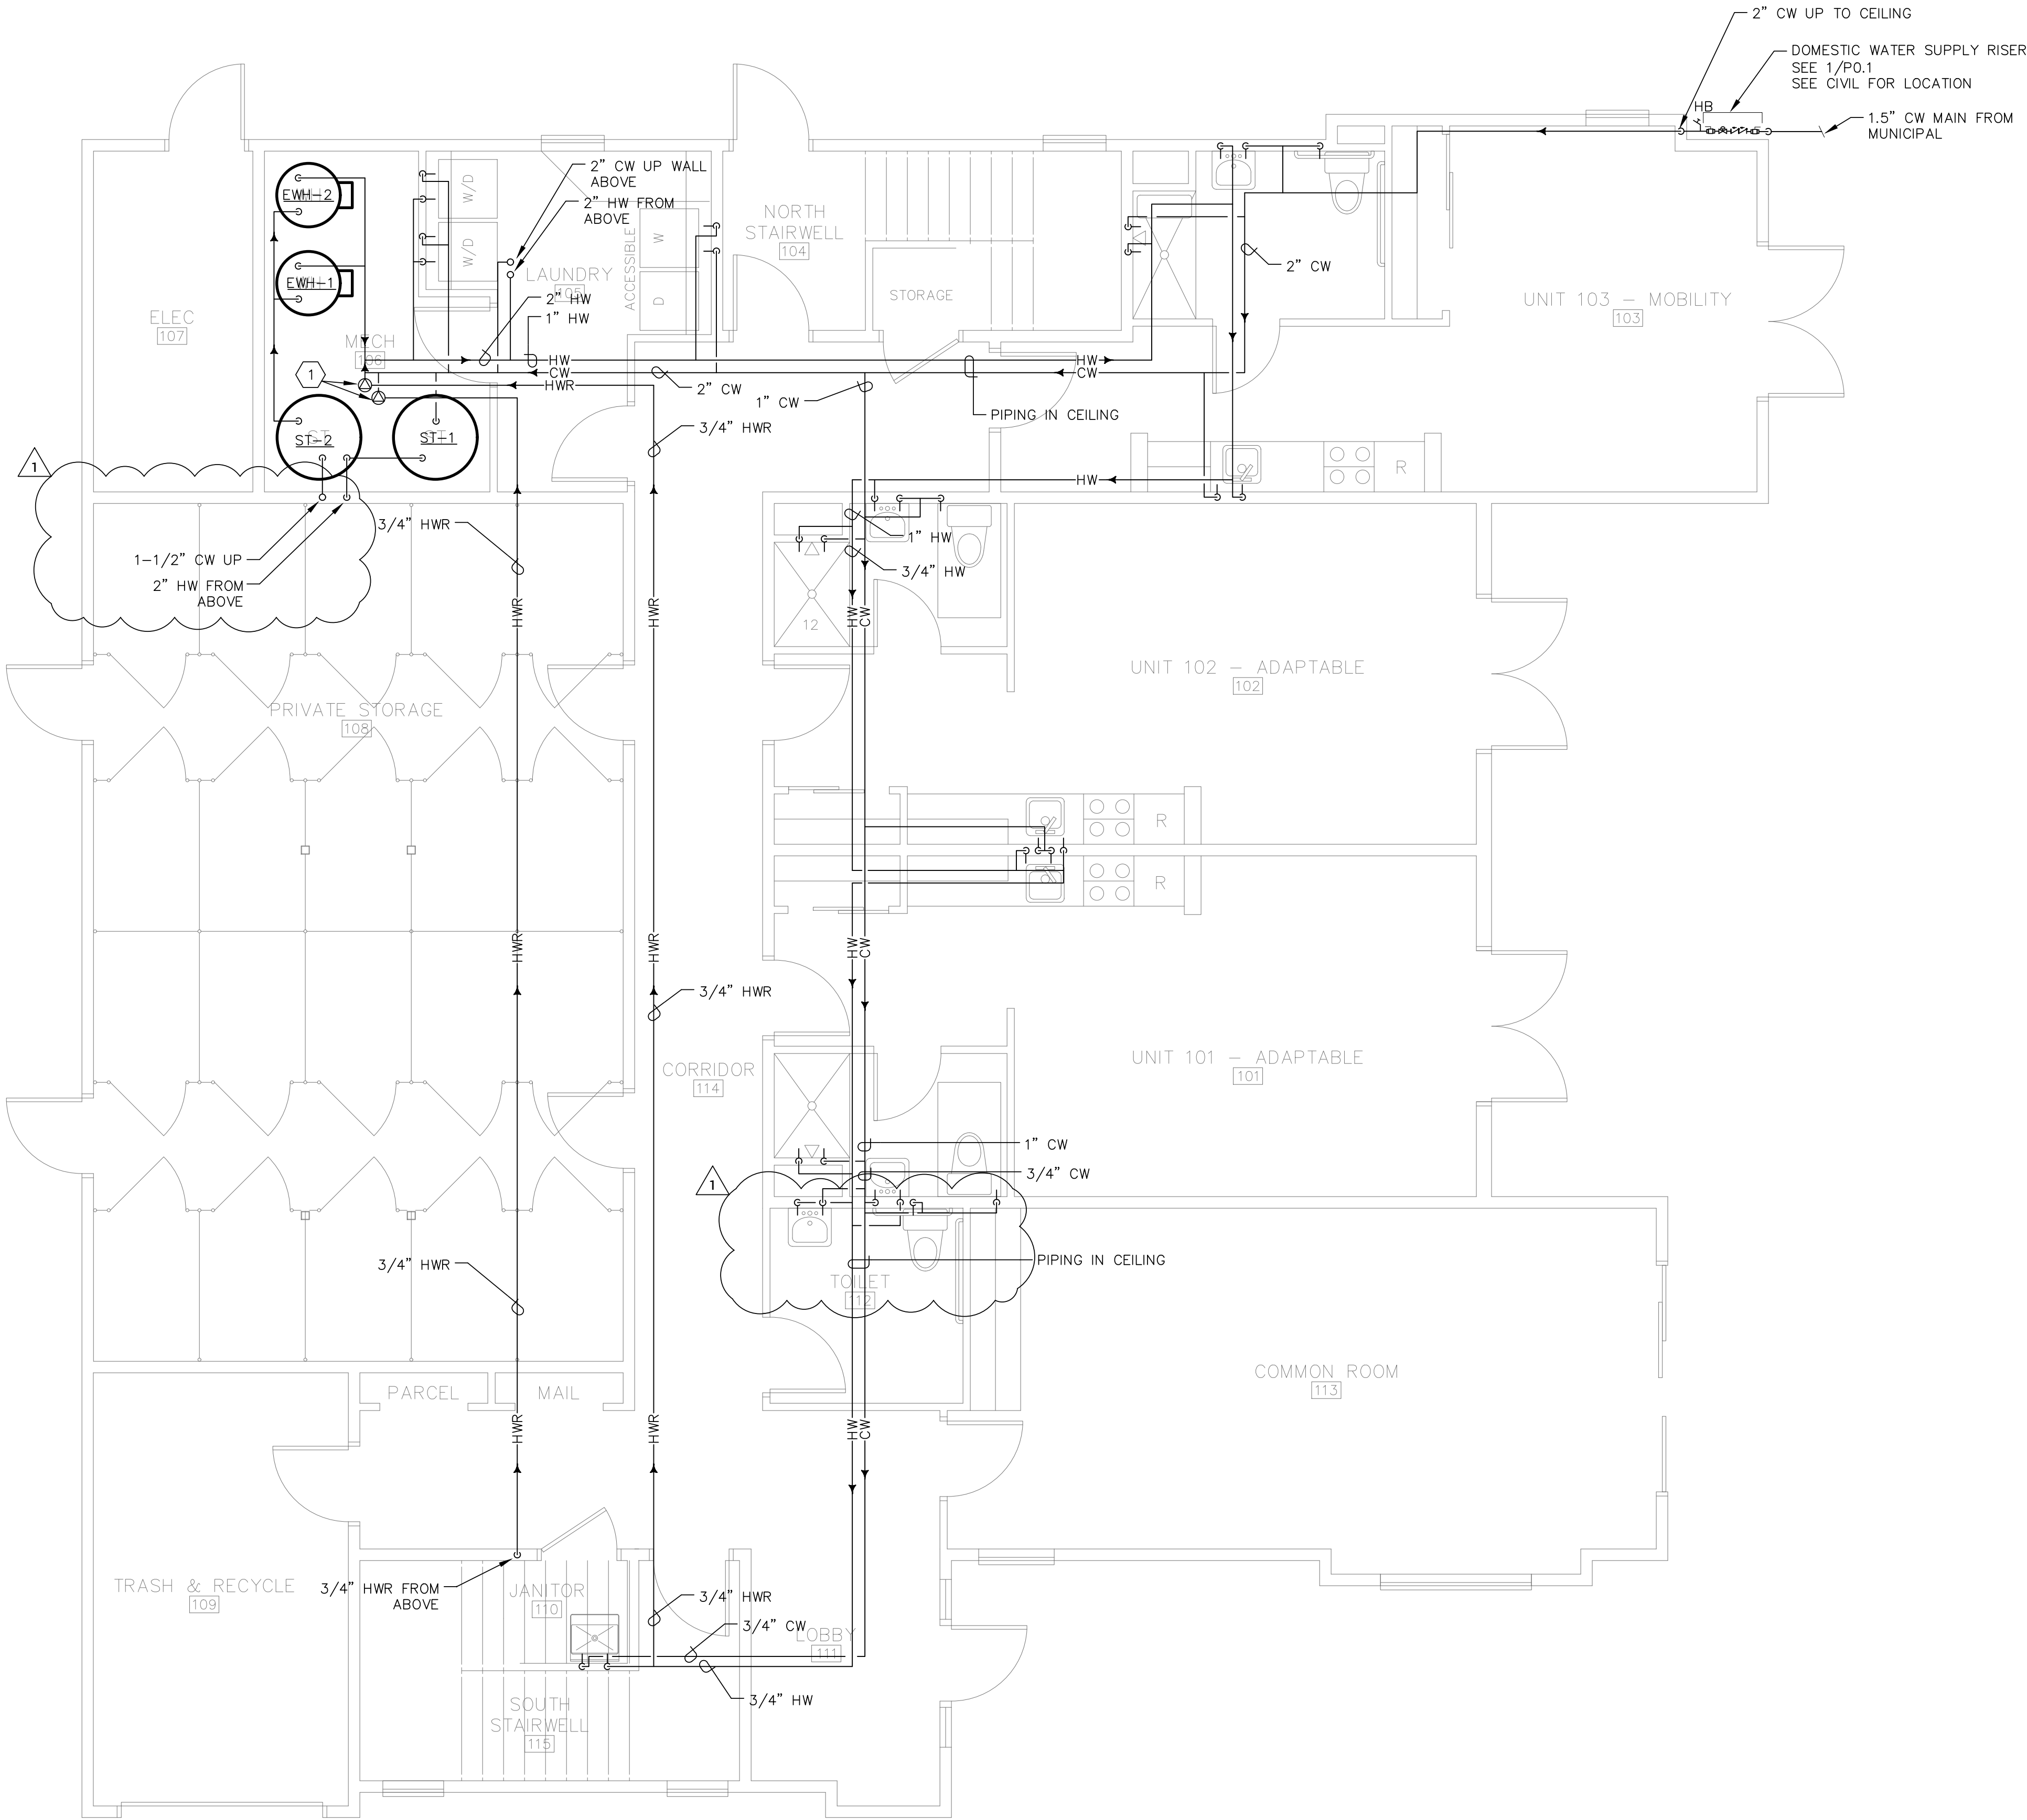 2" CW UP TO CEILING
DOMESTIC WATER SUPPLY RISER
SEE 1/P0.1
SEE CIVIL FOR LOCATION
HB
1.5" CW MAIN FROM
MUNICIPAL
2" CW UP WALL
ABOVE
2" HW FROM
ABOVE
EWH-2
W/D
W/D
ACCESSIBLE
W
D
NORTH
STAIRWELL
104
LAUNDRY
105
2" CW
EWH-1
2" HW
1" HW
STORAGE
UNIT 103 - MOBILITY
103
ELEC
107
MECH
106
HW
CW
HWR
HW
CW
1
2" CW
1" CW
PIPING IN CEILING
3/4" HWR
ST-2
ST-1
1
R
HW
3/4" HWR
1" HW
1-1/2" CW UP
3/4" HW
2" HW FROM
ABOVE
HWR
HWR
HW
CW
12
UNIT 102 - ADAPTABLE
102
PRIVATE STORAGE
108
R
R
HWR
HWR
HW
CW
3/4" HWR
CORRIDOR
114
UNIT 101 - ADAPTABLE
101
1" CW
3/4" CW
1
3/4" HWR
PIPING IN CEILING
TOILET
112
COMMON ROOM
113
PARCEL
MAIL
HWR
HWR
HW
CW
TRASH & RECYCLE
109
3/4" HWR FROM
ABOVE
JANITOR
110
3/4" HWR
3/4" CW
LOBBY
111
3/4" HW
SOUTH
STAIRWELL
115